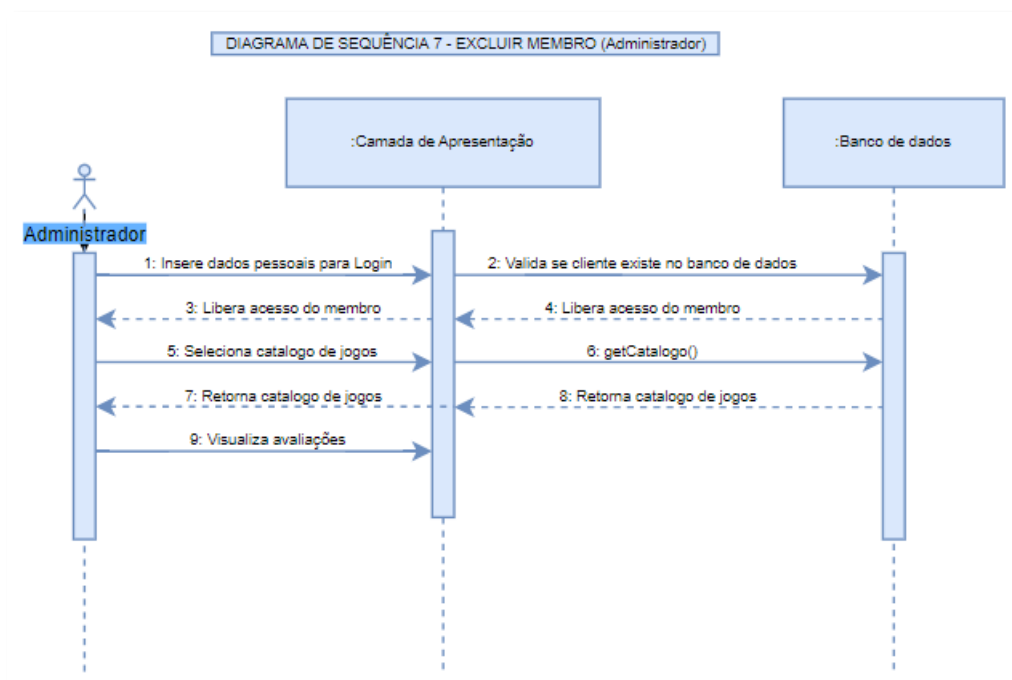 DIAGRAMA DE SEQUÊNCIA 7 - EXCLUIR MEMBRO (Administrador)
:Camada de Apresentação
:Banco de dados
Administrador
1: Insere dados pessoais para Login
2: Valida se cliente existe no banco de dados
3: Libera acesso do membro
4: Libera acesso do membro
5: Seleciona catalogo de jogos
6: getCatalogo()
7: Retorna catalogo de jogos
8: Retorna catalogo de jogos
9: Visualiza avaliações